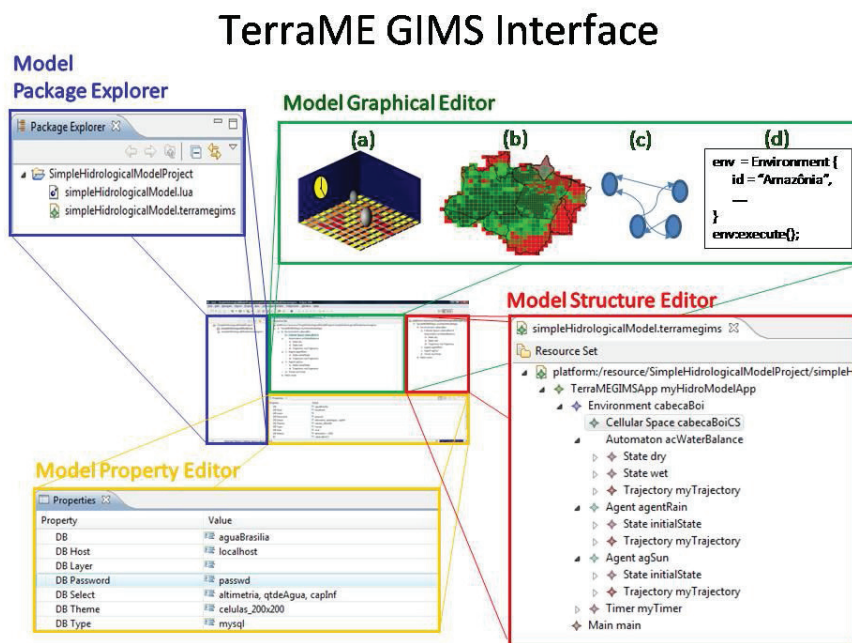 TerraME GIMS Interface
Model
Package Explorer
Package Explorer
SimpleHidrologicalModelProject
simpleHidrologicalModel.lua
simpleHidrologicalModel.terramegims
Model Graphical Editor
(a)
(b)
(c)
(d)
env = Environment {
id = “Amazônia”,
}
env:execute{};
Model Structure Editor
simpleHidrologicalModel.terramegims
Resource Set
platform:/resource/SimpleHidrologicalModelProject/simpleH
TerraMEGIMSApp myHidroModelApp
Environment cabecaBoi
Cellular Space cabecaBoiCS
Automaton acWaterBalance
State dry
State wet
Trajectory myTrajectory
Agent agentRain
State initialState
Trajectory myTrajectory
Agent agSun
State initialState
Trajectory myTrajectory
Timer myTimer
Main main
Model Property Editor
Properties
Property Value
DB aguaBrasilia
DB Host localhost
DB Layer
DB Password passwd
DB Select altimetria, qtdeAgua, capInf
DB Theme celulas_200x200
DB Type mysql